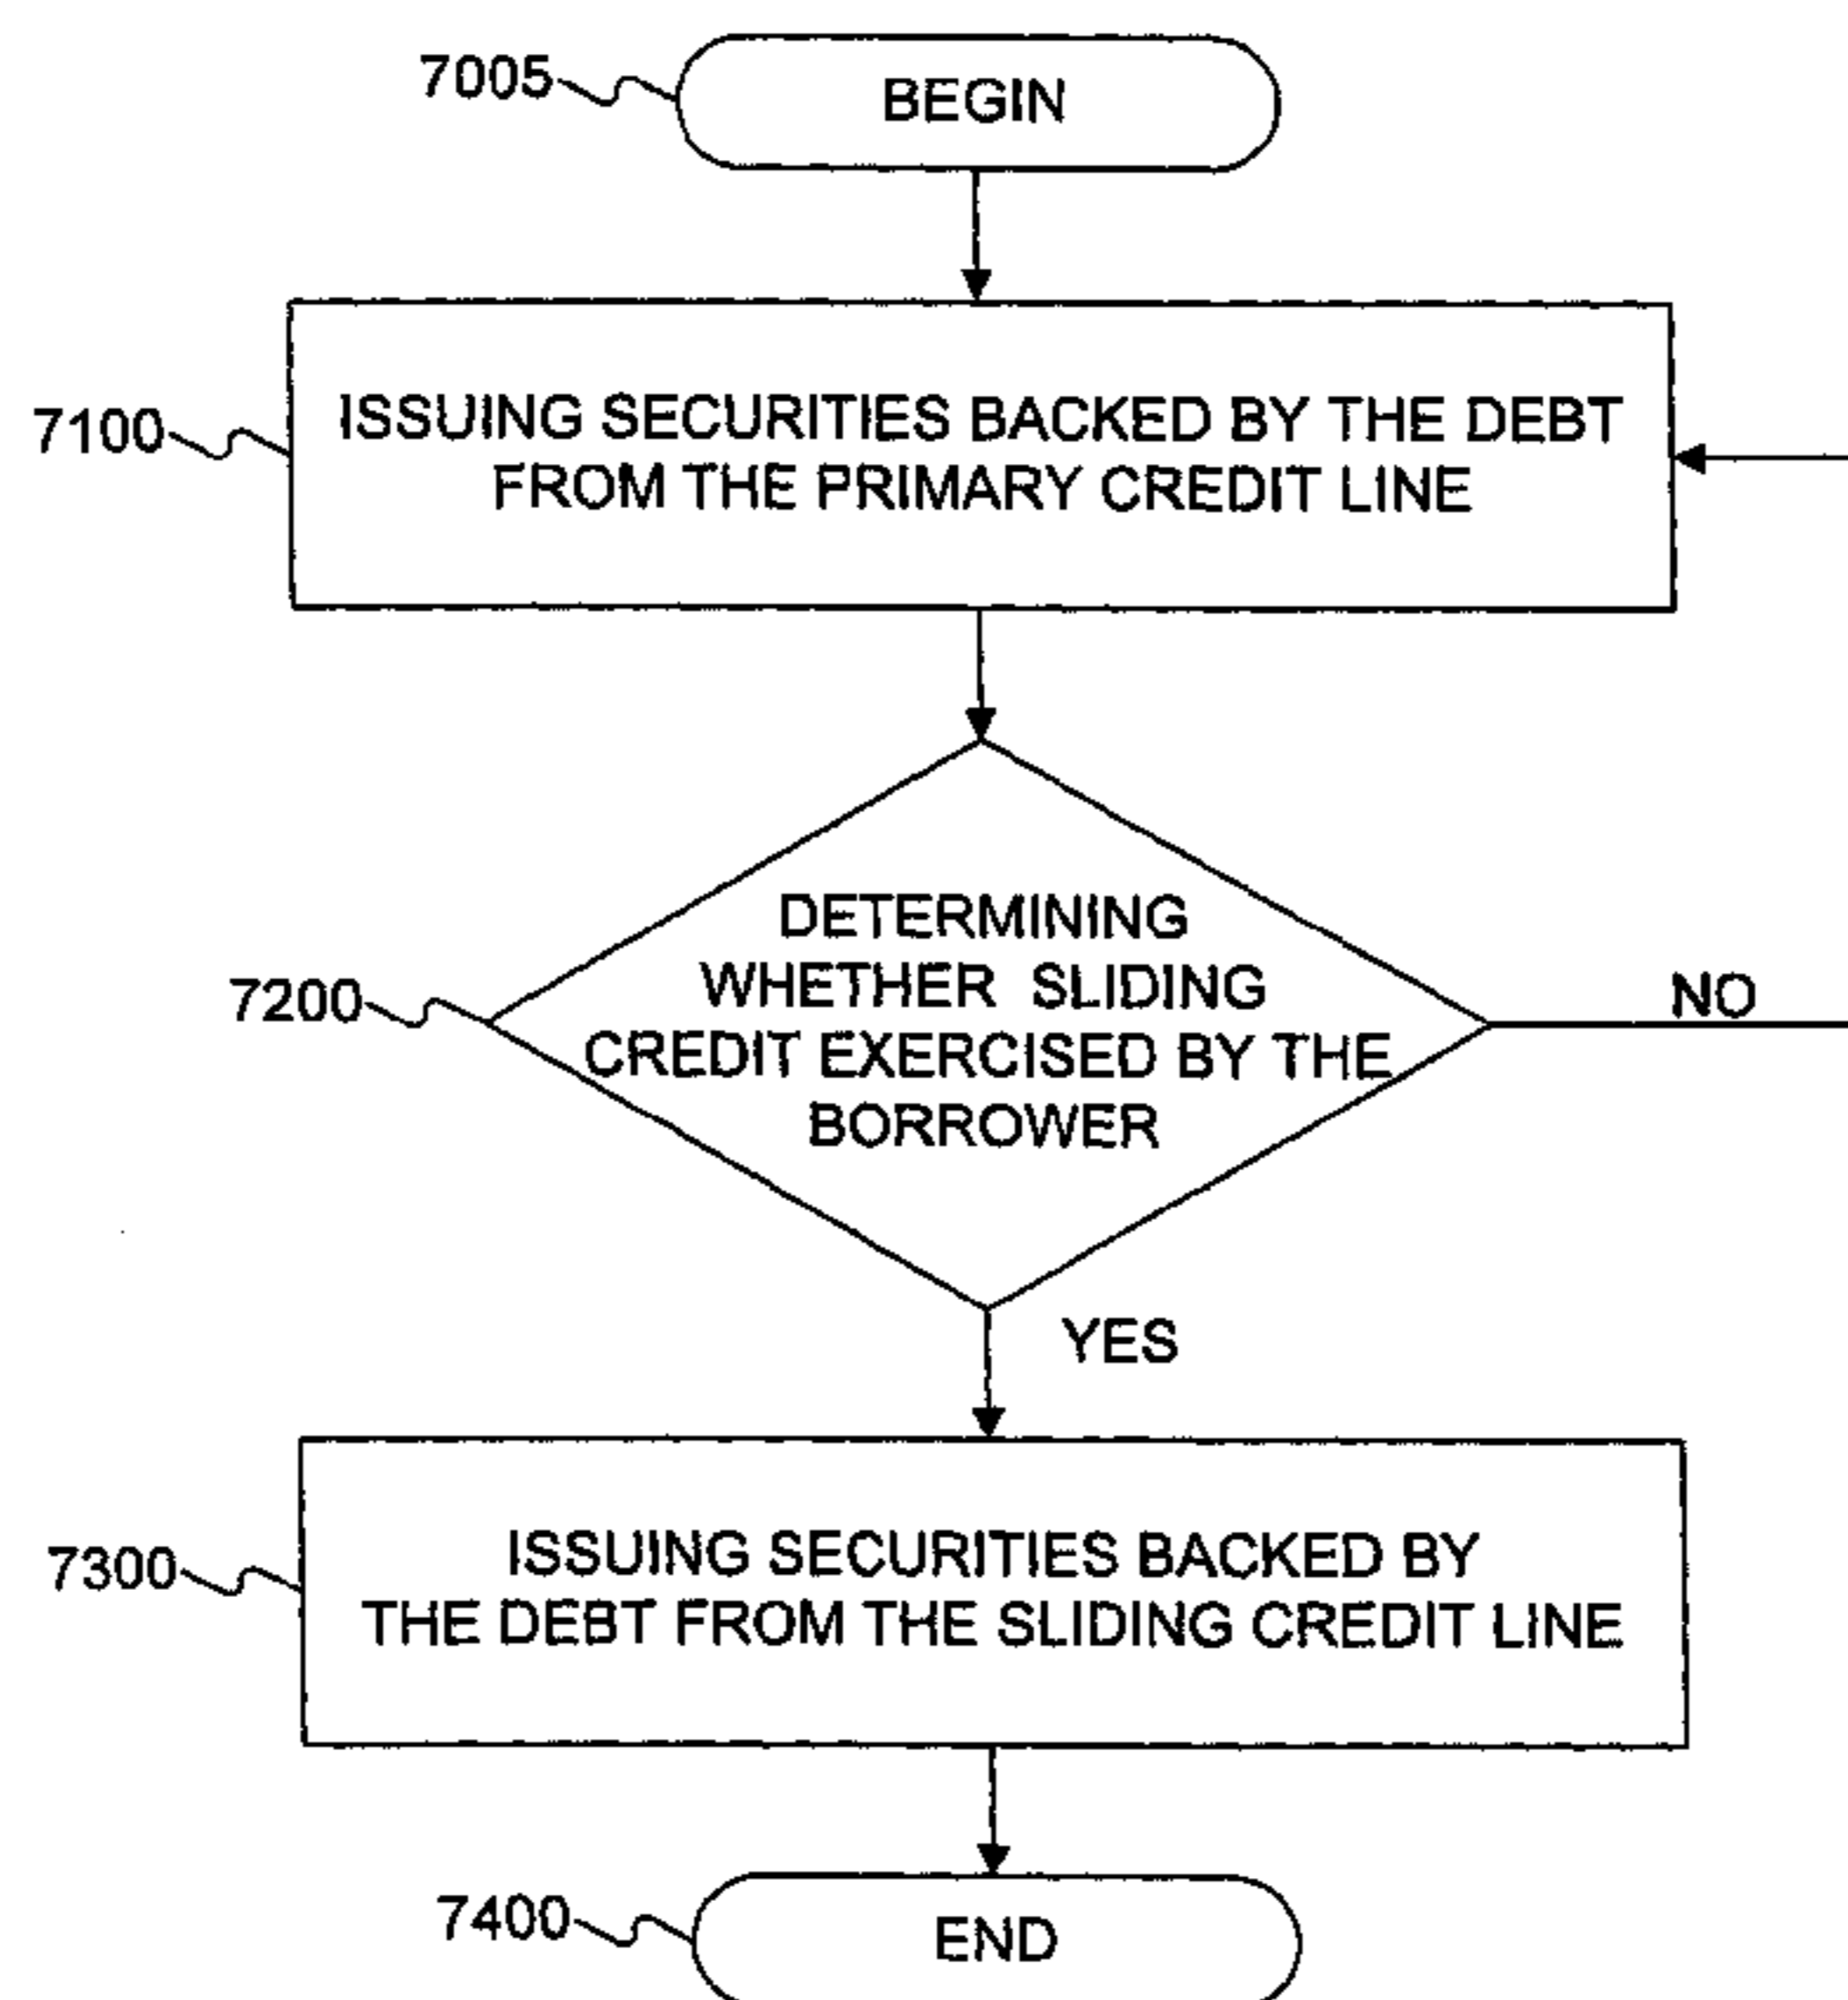 7005
BEGIN
7100
ISSUING SECURITIES BACKED BY THE DEBT
FROM THE PRIMARY CREDIT LINE
7200
DETERMINING
WHETHER SLIDING
CREDIT EXERCISED BY THE
BORROWER
NO
YES
7300
ISSUING SECURITIES BACKED BY
THE DEBT FROM THE SLIDING CREDIT LINE
7400
END